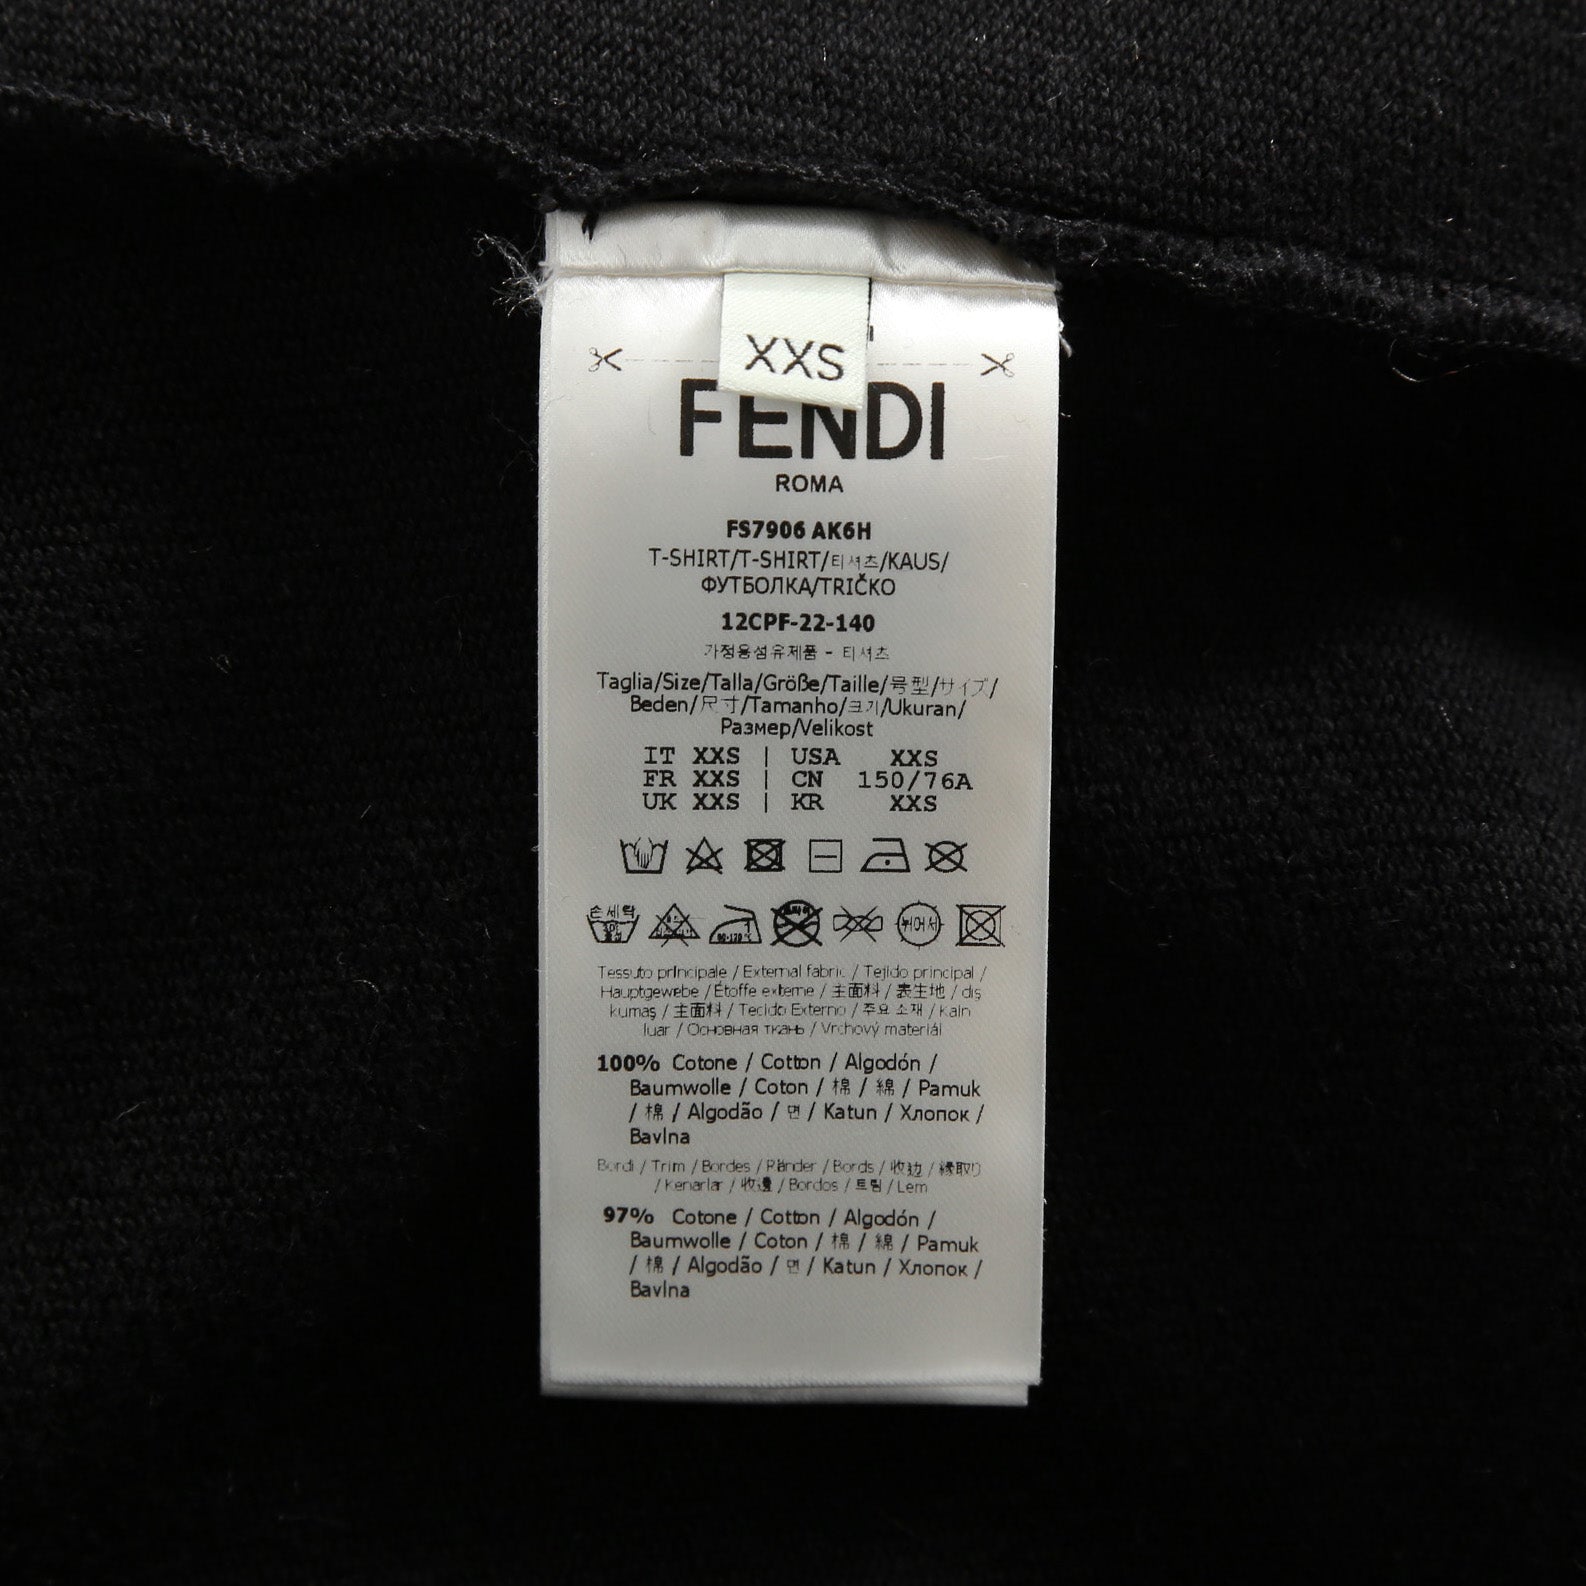 XXS
FENDI
ROMA
FS7906 AK6H
T-SHIRT/T-SHIRT/티셔츠/KAUS/
ФУТБОЛКА/TRIČKO
12CPF-22-140
가정용섬유제품 - 티셔츠
Taglia/Size/Talla/Größe/Taille/号型/サイズ/
Beden/尺寸/Tamanho/크기/Ukuran/
Размер/Velikost
IT XXS | USA XXS
FR XXS | CN 150/76A
UK XXS | KR XXS
손세탁
Tessuto principale / External fabric / Tejido principal /
Hauptgewebe / Étoffe externe / 主面料 / 表生地 / dış
kumaş / 主面料 / Tecido Externo / 주요 소재 / Kain
luar / Основная ткань / Vrchový materiál
100% Cotone / Cotton / Algodón /
Baumwolle / Coton / 棉 / 綿 / Pamuk
/ 棉 / Algodão / 면 / Katun / Хлопок /
Bavlna
Bordi / Trim / Bordes / Ränder / Bords / 收边 / 縁取り
/ Kenarlar / 收邊 / Bordos / 트림 / Lem
97% Cotone / Cotton / Algodón /
Baumwolle / Coton / 棉 / 綿 / Pamuk
/ 棉 / Algodão / 면 / Katun / Хлопок /
Bavlna